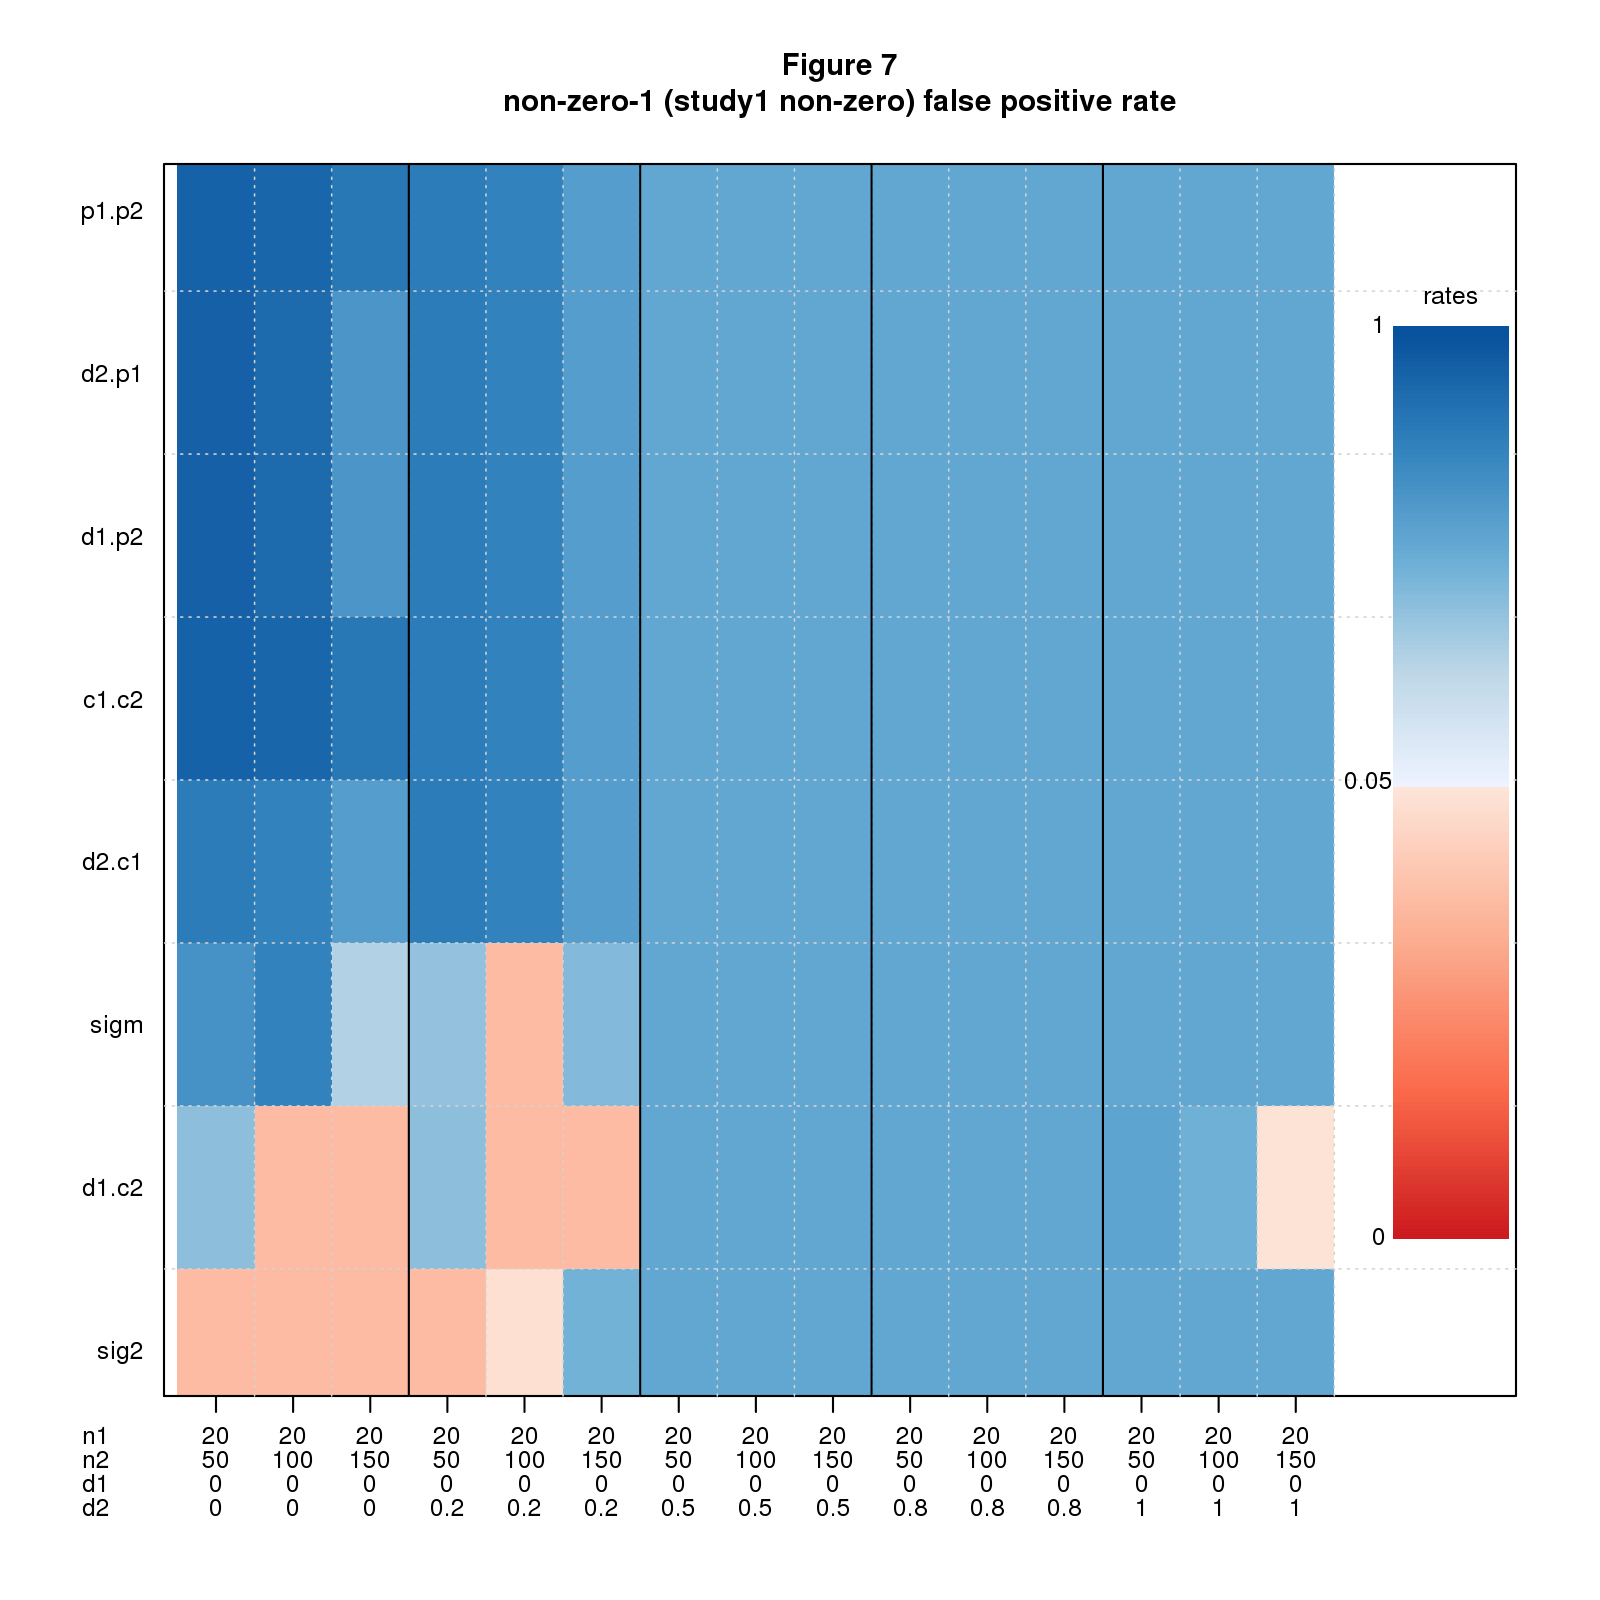 Figure 7
non-zero-1 (study1 non-zero) false positive rate
p1.p2
d2.p1
d1.p2
c1.c2
d2.c1
sigm
d1.c2
sig2
rates
1
0.05
0
n1 20 20 20 20 20 20 20 20 20 20 20 20 20 20 20
n2 50 100 150 50 100 150 50 100 150 50 100 150 50 100 150
d1 0 0 0 0 0 0 0 0 0 0 0 0 0 0 0
d2 0 0 0 0.2 0.2 0.2 0.5 0.5 0.5 0.8 0.8 0.8 1 1 1